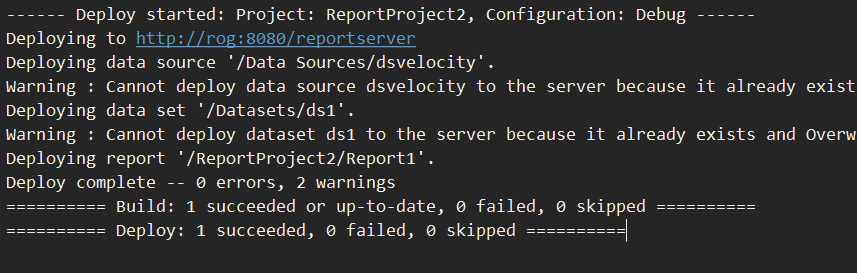 ------ Deploy started: Project: ReportProject2, Configuration: Debug ------
Deploying to http://rog:8080/reportserver
Deploying data source '/Data Sources/dsvelocity'.
Warning : Cannot deploy data source dsvelocity to the server because it already exist
Deploying data set '/Datasets/ds1'.
Warning : Cannot deploy dataset ds1 to the server because it already exists and Overw
Deploying report '/ReportProject2/Report1'.
Deploy complete -- 0 errors, 2 warnings
========== Build: 1 succeeded or up-to-date, 0 failed, 0 skipped ==========
========== Deploy: 1 succeeded, 0 failed, 0 skipped ==========